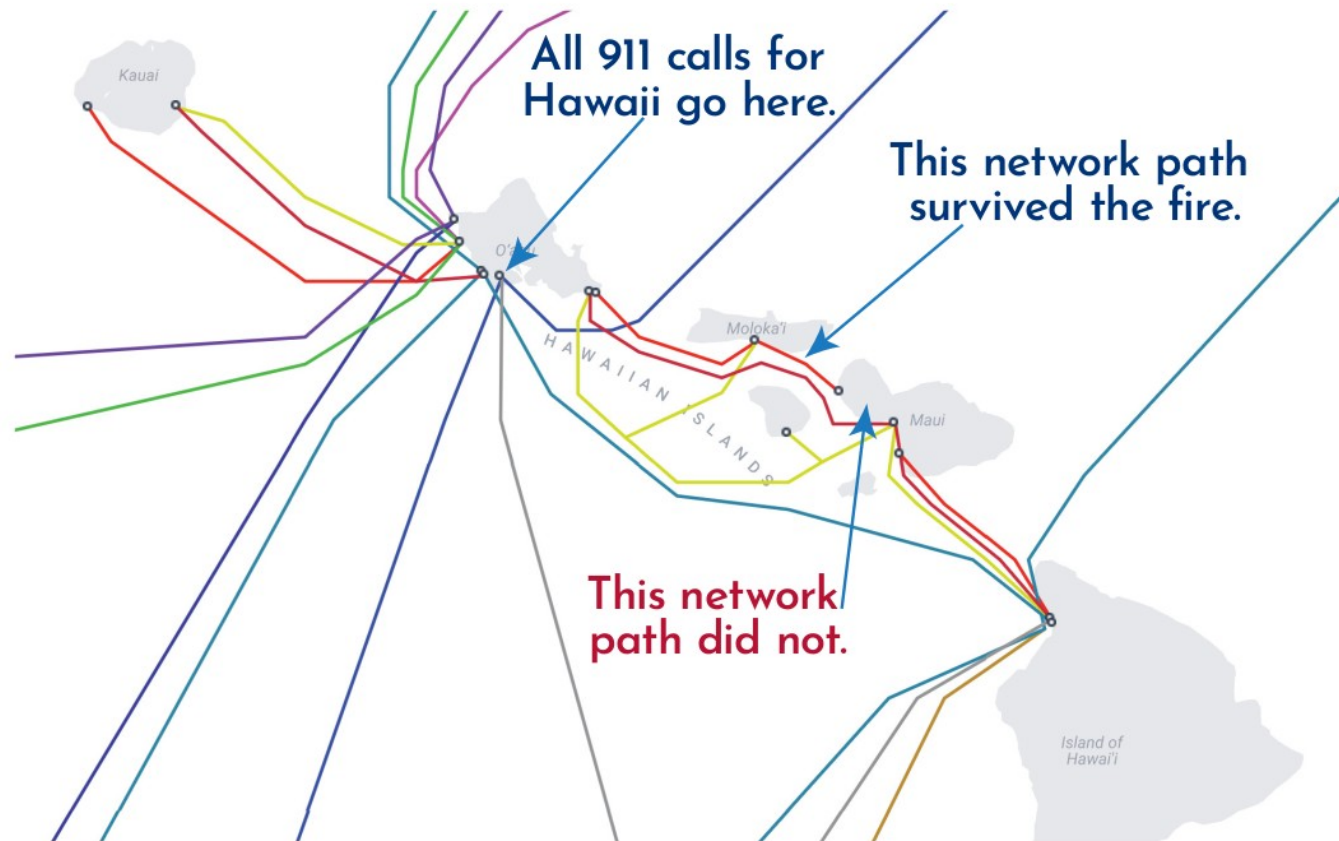 Kauai
All 911 calls for
Hawaii go here.
This network path
survived the fire.
O'ahu
Moloka'i
HAWAIIAN ISLANDS
Maui
This network
path did not.
Island of
Hawai'i